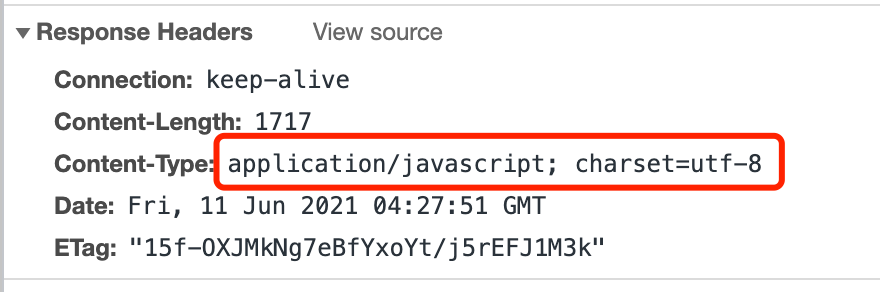 Response Headers View source
Connection: keep-alive
Content-Length: 1717
Content-Type: application/javascript; charset=utf-8
Date: Fri, 11 Jun 2021 04:27:51 GMT
ETag: "15f-OXJMkNg7eBfYxoYt/j5rEFJ1M3k"